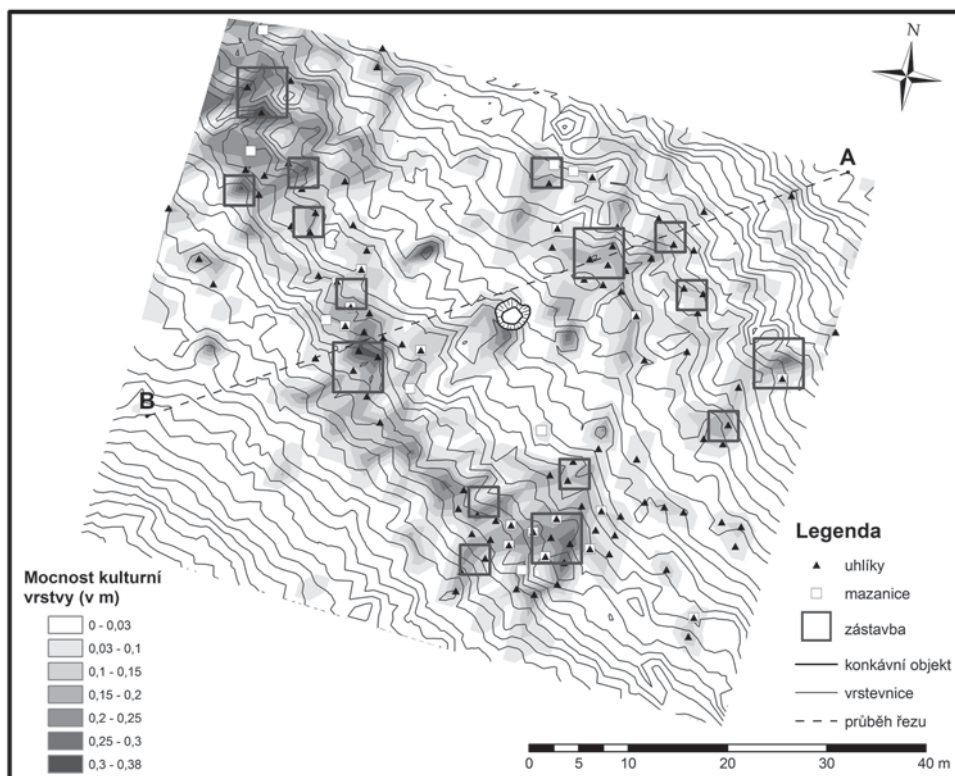 N
A
B
Mocnost kulturní
vrstvy (v m)
0 - 0,03
0,03 - 0,1
0,1 - 0,15
0,15 - 0,2
0,2 - 0,25
0,25 - 0,3
0,3 - 0,38
Legenda
uhlíky
mazanice
zástavba
konkávní objekt
vrstevnice
průběh řezu
0 5 10 20 30 40 m